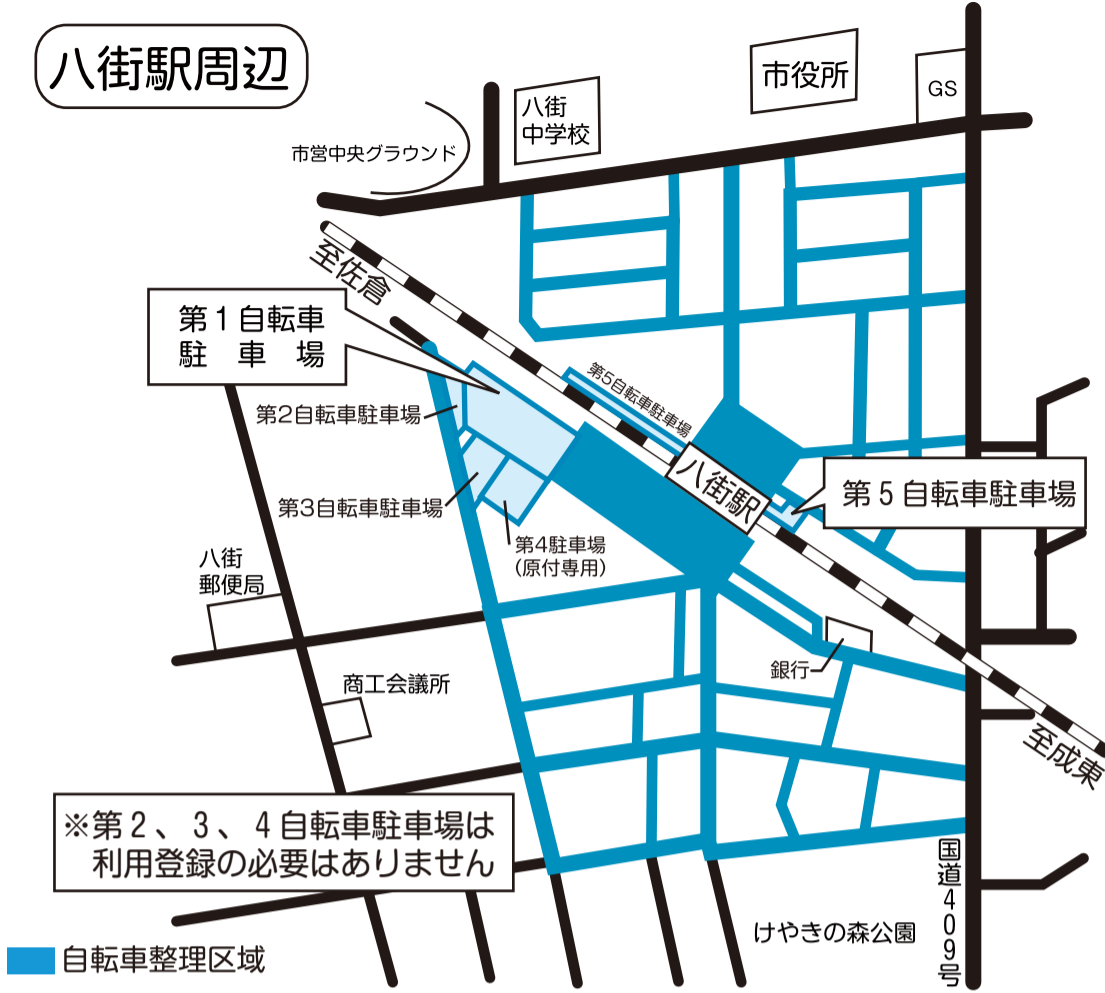 八街駅周辺
市役所
GS
八街
中学校
市営中央グラウンド
至佐倉
第1自転車
駐車場
第5自転車駐車場
第2自転車駐車場
八街駅
第5自転車駐車場
第3自転車駐車場
第4駐車場
(原付専用)
八街
郵便局
銀行
商工会議所
至成東
※第2、3、4自転車駐車場は
利用登録の必要はありません
国道409号
けやきの森公園
自転車整理区域